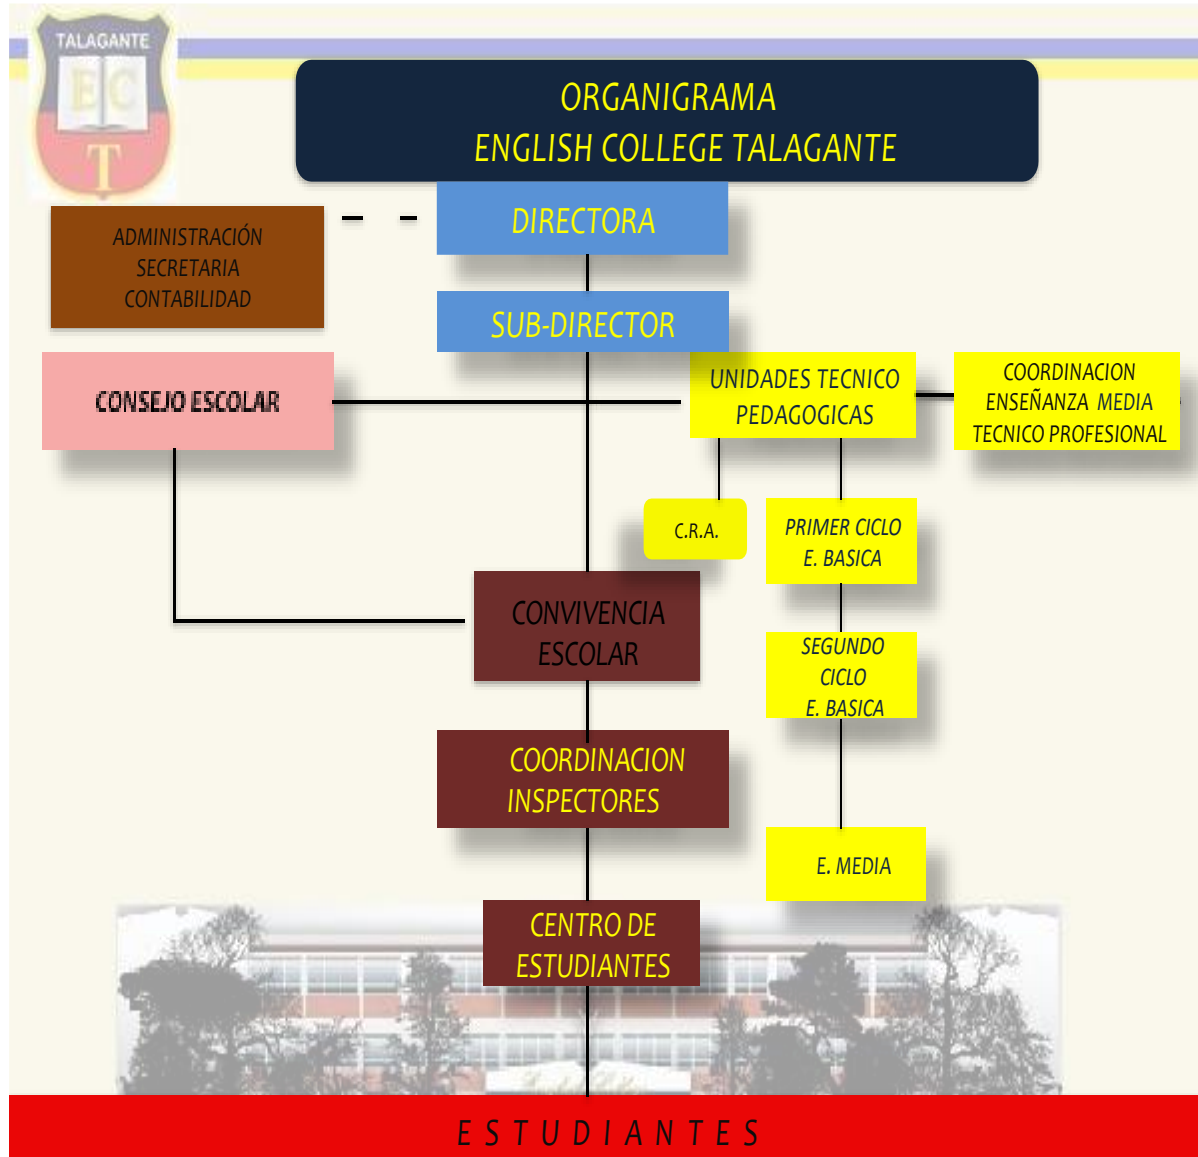 TALAGANTE
EC
T
ORGANIGRAMA
ENGLISH COLLEGE TALAGANTE
DIRECTORA
ADMINISTRACIÓN
SECRETARIA
CONTABILIDAD
SUB-DIRECTOR
CONSEJO ESCOLAR
UNIDADES TECNICO
PEDAGOGICAS
COORDINACION
ENSEÑANZA MEDIA
TECNICO PROFESIONAL
C.R.A.
PRIMER CICLO
E. BASICA
CONVIVENCIA
ESCOLAR
SEGUNDO
CICLO
E. BASICA
COORDINACION
INSPECTORES
E. MEDIA
CENTRO DE
ESTUDIANTES
ESTUDIANTES